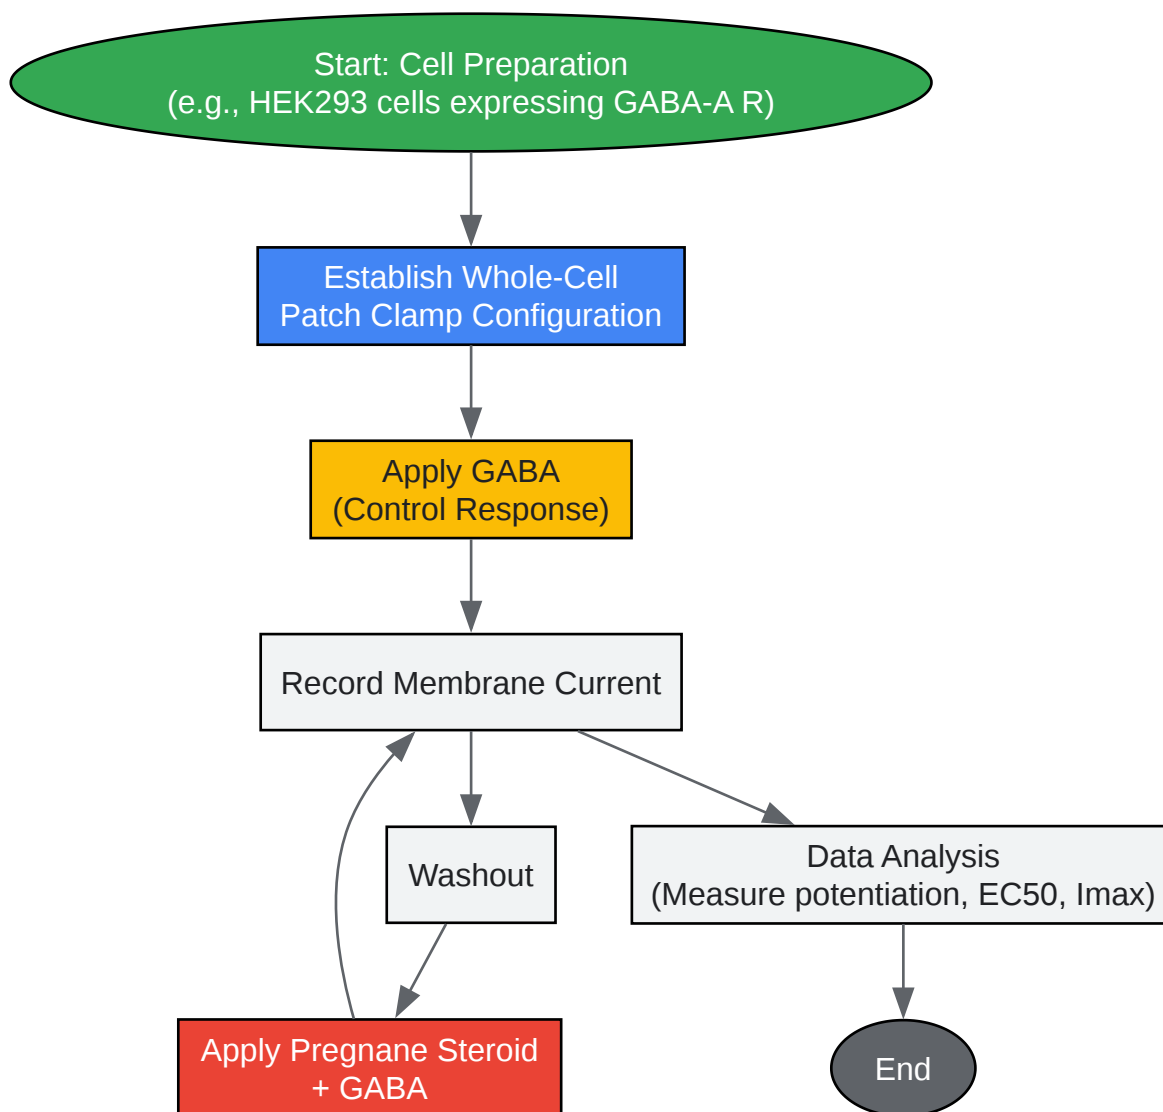 Start: Cell Preparation
(e.g., HEK293 cells expressing GABA-A R)
Establish Whole-Cell
Patch Clamp Configuration
Apply GABA
(Control Response)
Record Membrane Current
Washout
Data Analysis
(Measure potentiation, EC50, Imax)
Apply Pregnane Steroid
+ GABA
End